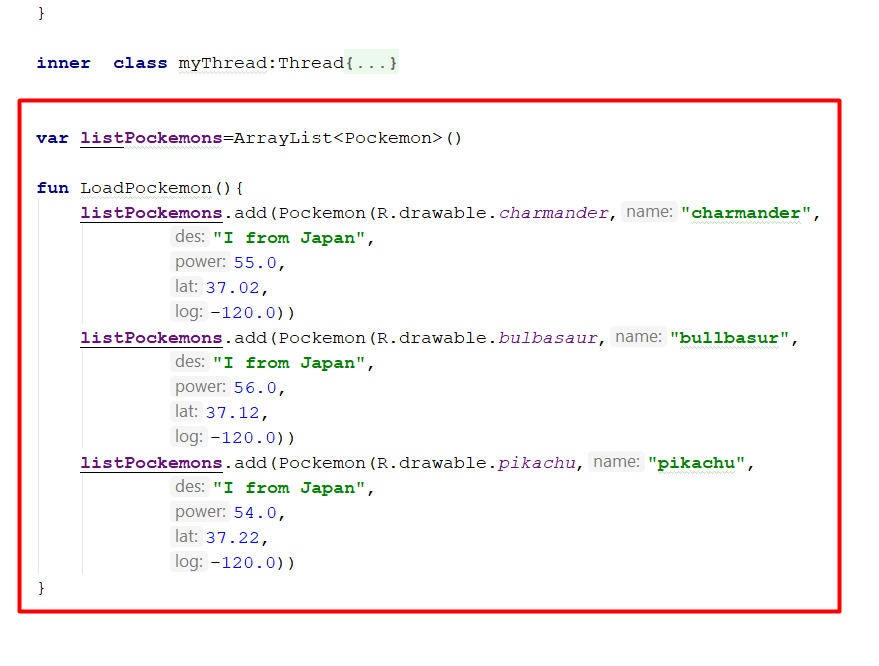 }
inner  class myThread:Thread{...}
var listPockemons=ArrayList<Pockemon>()
fun LoadPockemon(){
listPockemons.add(Pockemon(R.drawable.charmander, name: "charmander",
des: "I from Japan",
power: 55.0,
lat: 37.02,
log: -120.0))
listPockemons.add(Pockemon(R.drawable.bulbasaur, name: "bullbasur",
des: "I from Japan",
power: 56.0,
lat: 37.12,
log: -120.0))
listPockemons.add(Pockemon(R.drawable.pikachu, name: "pikachu",
des: "I from Japan",
power: 54.0,
lat: 37.22,
log: -120.0))
}